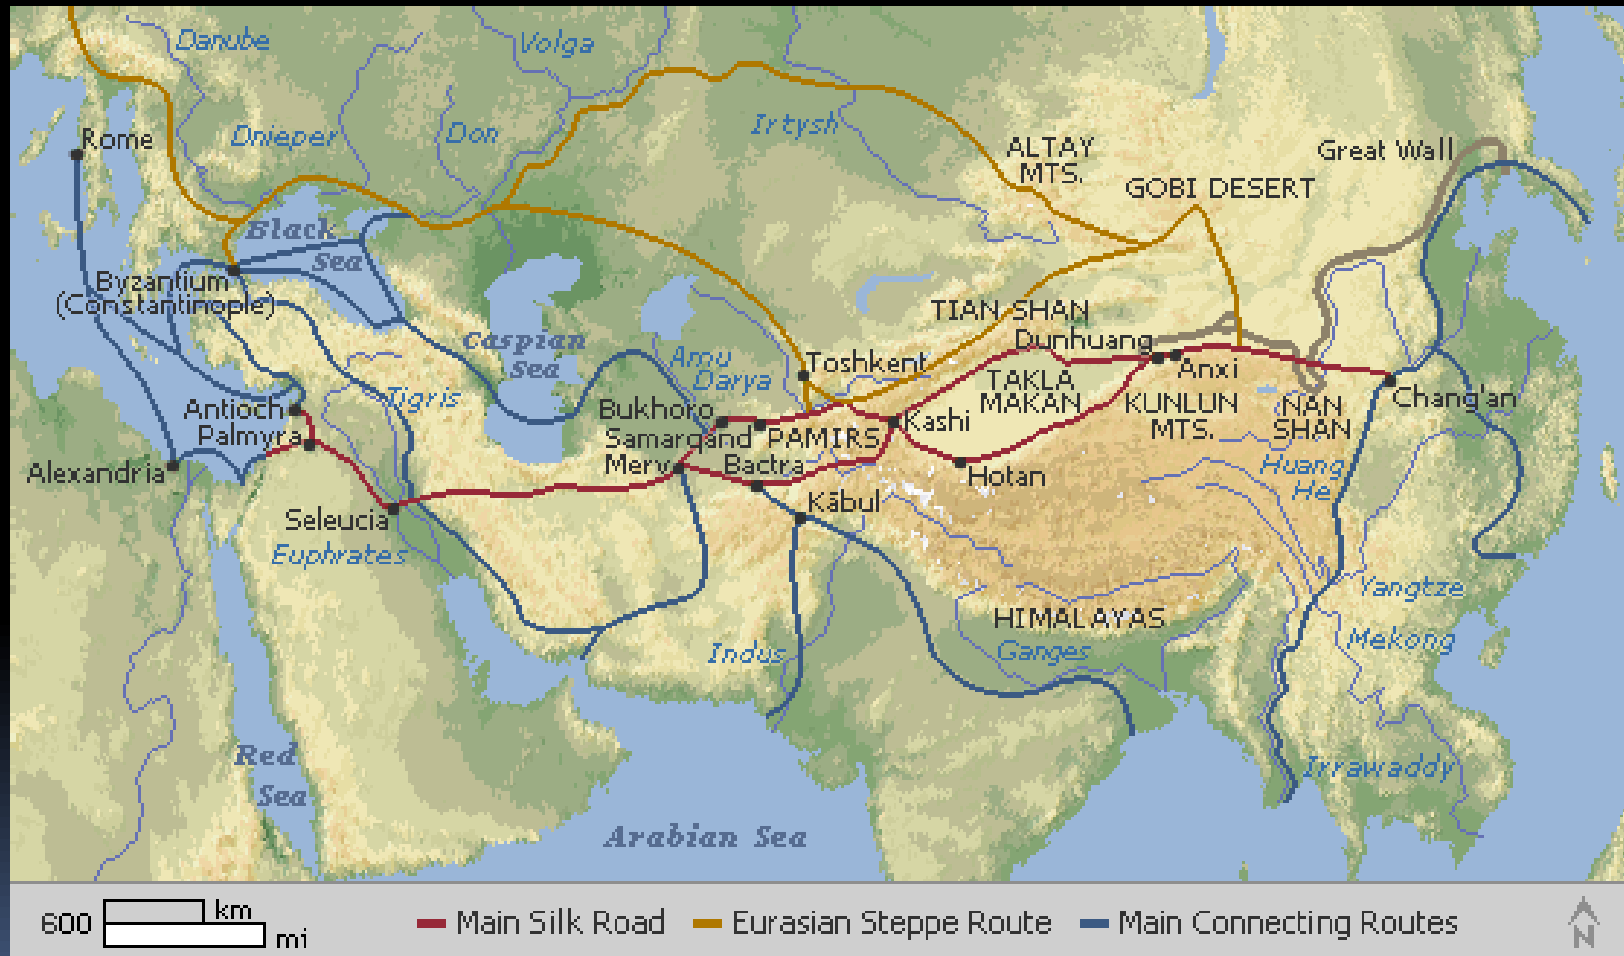 Danube
Volga
Rome
Dnieper
Don
Irtysh
ALTAY
MTS.
Great Wall
GOBI DESERT
Black
Sea
Byzantium
(Constantinople)
TIAN SHAN
Caspian
Sea
Amu
Darya
Toshkent
Dunhuang
Anxi
TAKLA
MAKAN
KUNLUN
MTS.
NAN
SHAN
Chang'an
Tigris
Antioch
Palmyra
Alexandria
Bukhoro
Samarqand
PAMIRS
Kashi
Merv
Bactra
Hotan
Huang
He
Seleucia
Kābul
Euphrates
Yangtze
HIMALAYAS
Mekong
Indus
Ganges
Red
Sea
Irrawaddy
Arabian Sea
600
km
mi
Main Silk Road
Eurasian Steppe Route
Main Connecting Routes
N